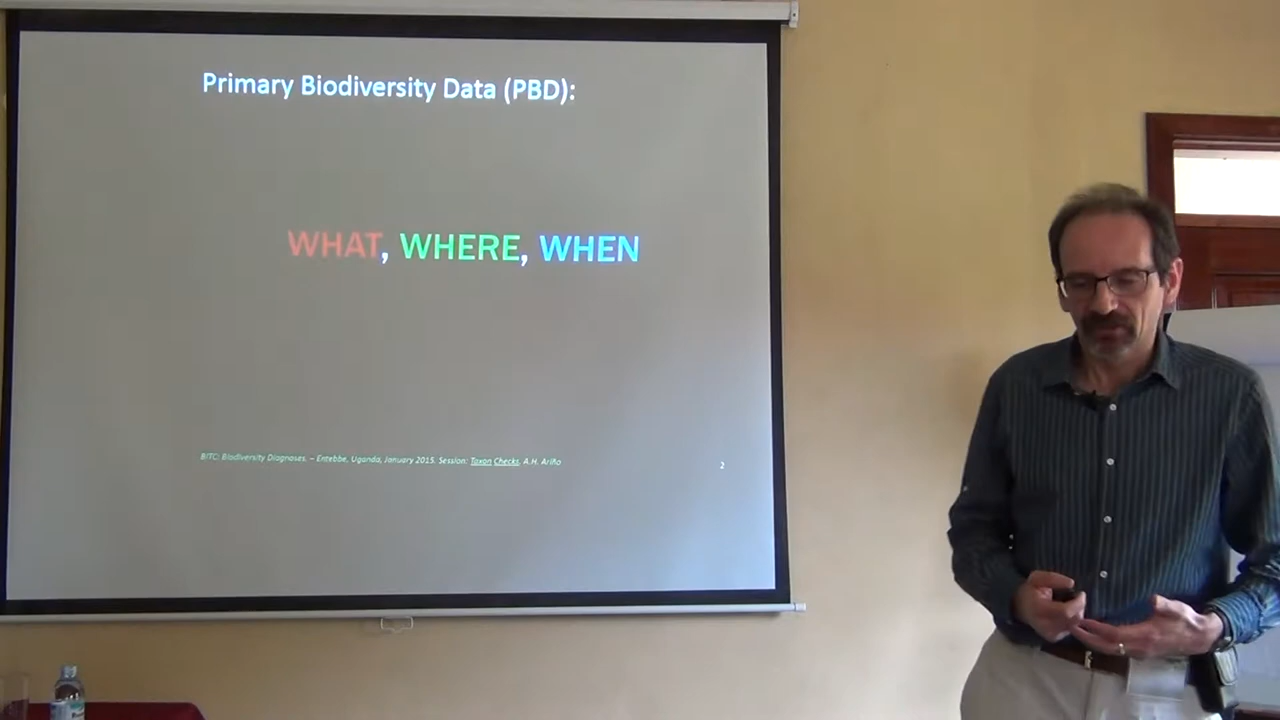 Primary Biodiversity Data (PBD):
WHAT, WHERE, WHEN
BITC: Biodiversity Diagnoses. – Entebbe, Uganda, January 2015. Session: Taxon Checks. A.H. Ariño
2